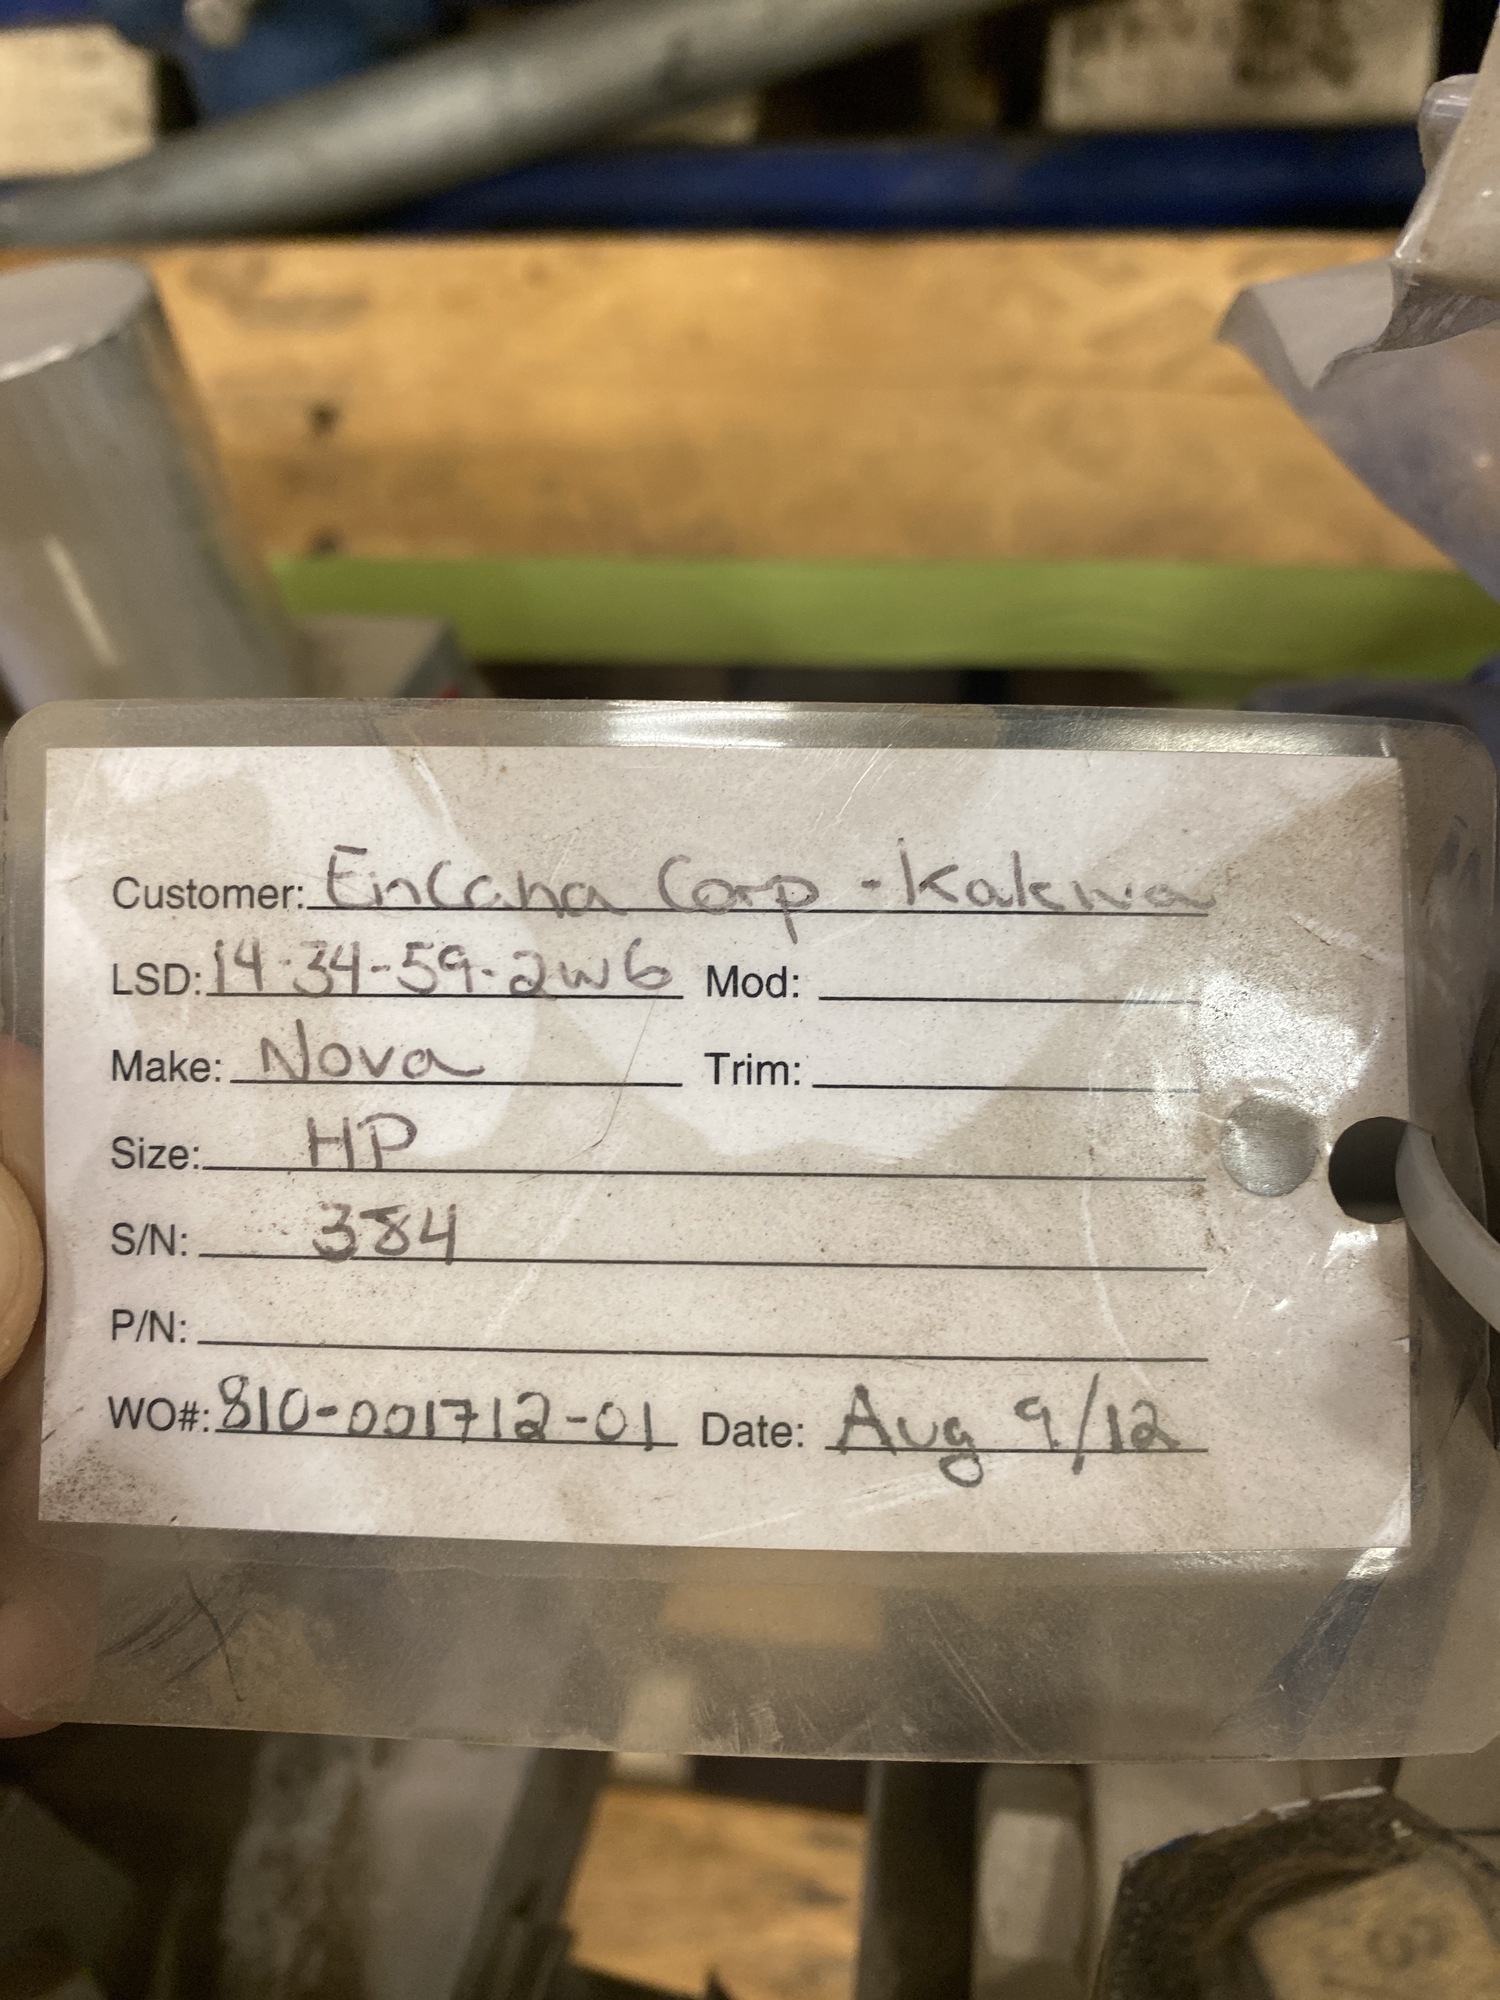 Customer: EnCana Corp - Kakwa
LSD: 14-34-59-2W6 Mod:
Make: Nova Trim:
Size: HP
S/N: 384
P/N:
WO#: 810-001712-01 Date: Aug 9/12